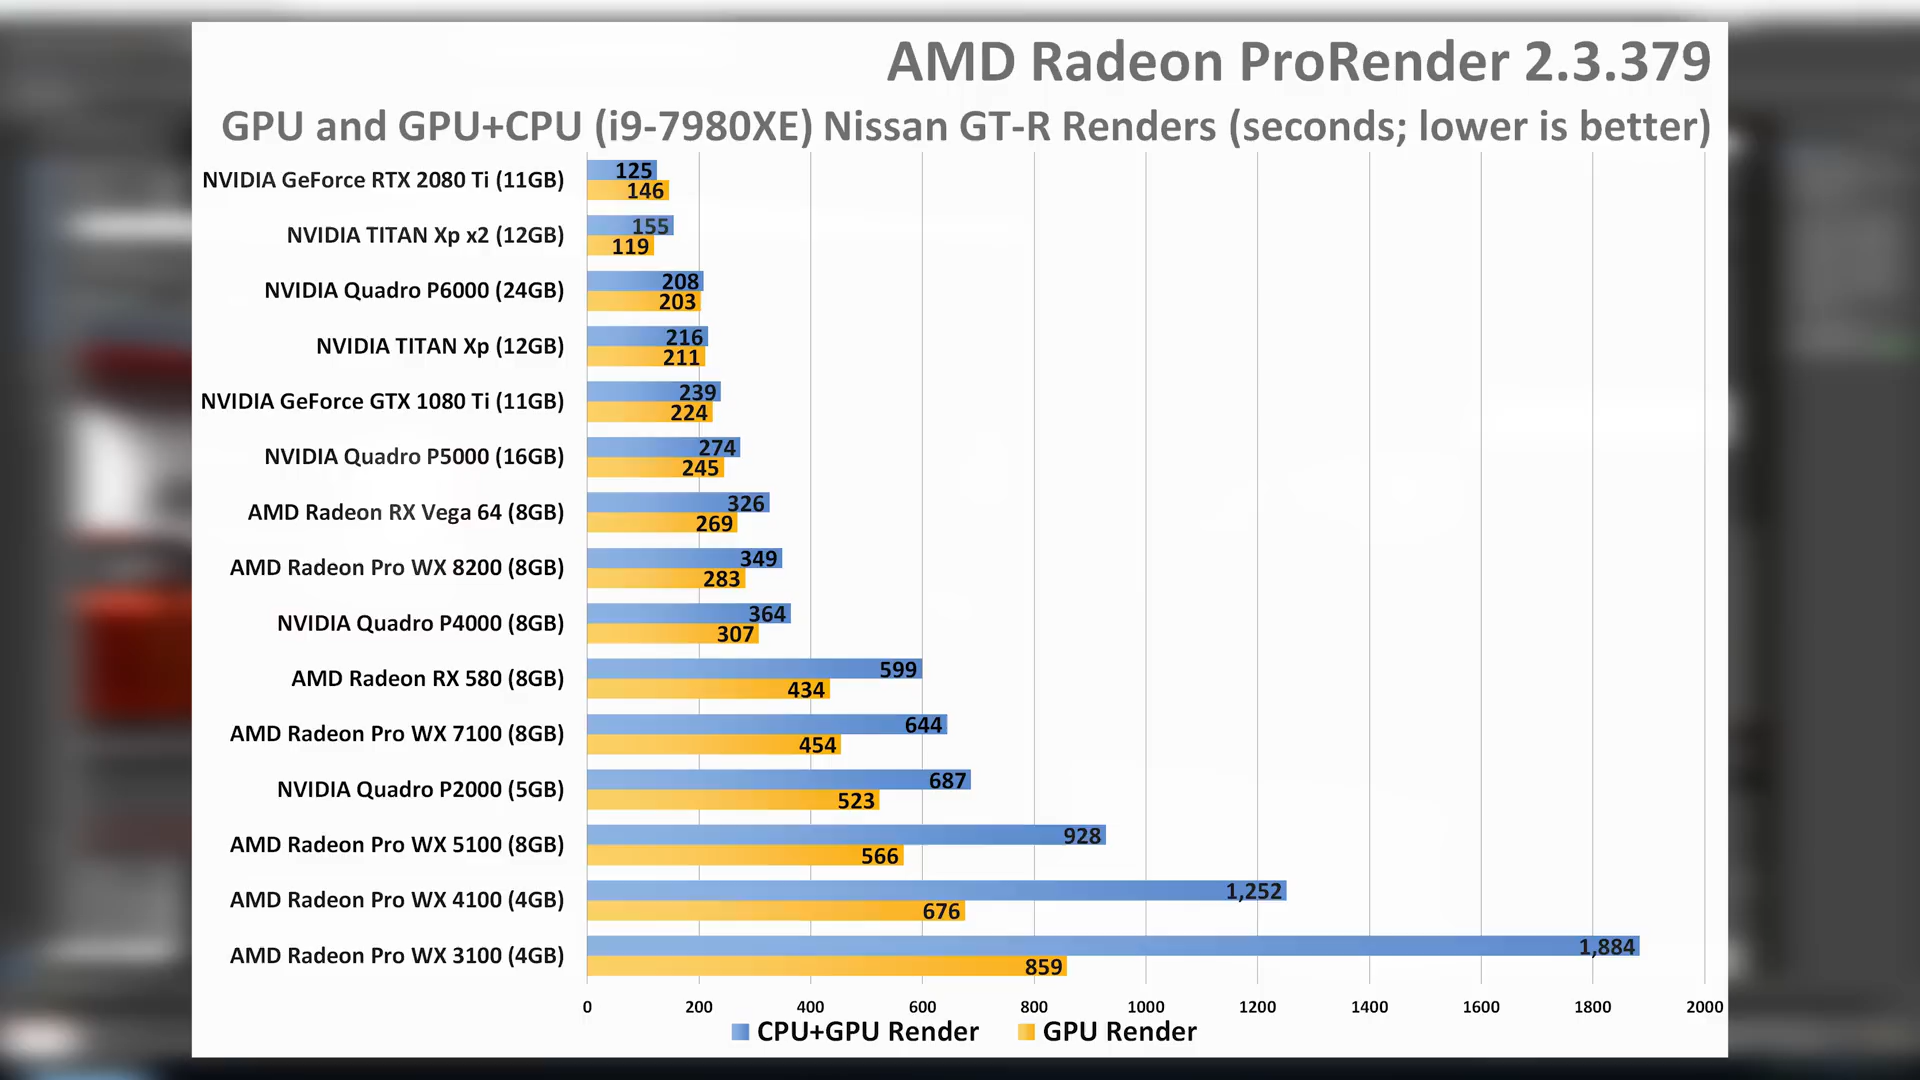 AMD Radeon ProRender 2.3.379
GPU and GPU+CPU (i9-7980XE) Nissan GT-R Renders (seconds; lower is better)
NVIDIA GeForce RTX 2080 Ti (11GB) 125 146
NVIDIA TITAN Xp x2 (12GB) 155 119
NVIDIA Quadro P6000 (24GB) 208 203
NVIDIA TITAN Xp (12GB) 216 211
NVIDIA GeForce GTX 1080 Ti (11GB) 239 224
NVIDIA Quadro P5000 (16GB) 274 245
AMD Radeon RX Vega 64 (8GB) 326 269
AMD Radeon Pro WX 8200 (8GB) 349 283
NVIDIA Quadro P4000 (8GB) 364 307
AMD Radeon RX 580 (8GB) 599 434
AMD Radeon Pro WX 7100 (8GB) 644 454
NVIDIA Quadro P2000 (5GB) 687 523
AMD Radeon Pro WX 5100 (8GB) 928 566
AMD Radeon Pro WX 4100 (4GB) 1,252 676
AMD Radeon Pro WX 3100 (4GB) 1,884 859
0 200 400 600 800 1000 1200 1400 1600 1800 2000
CPU+GPU Render GPU Render